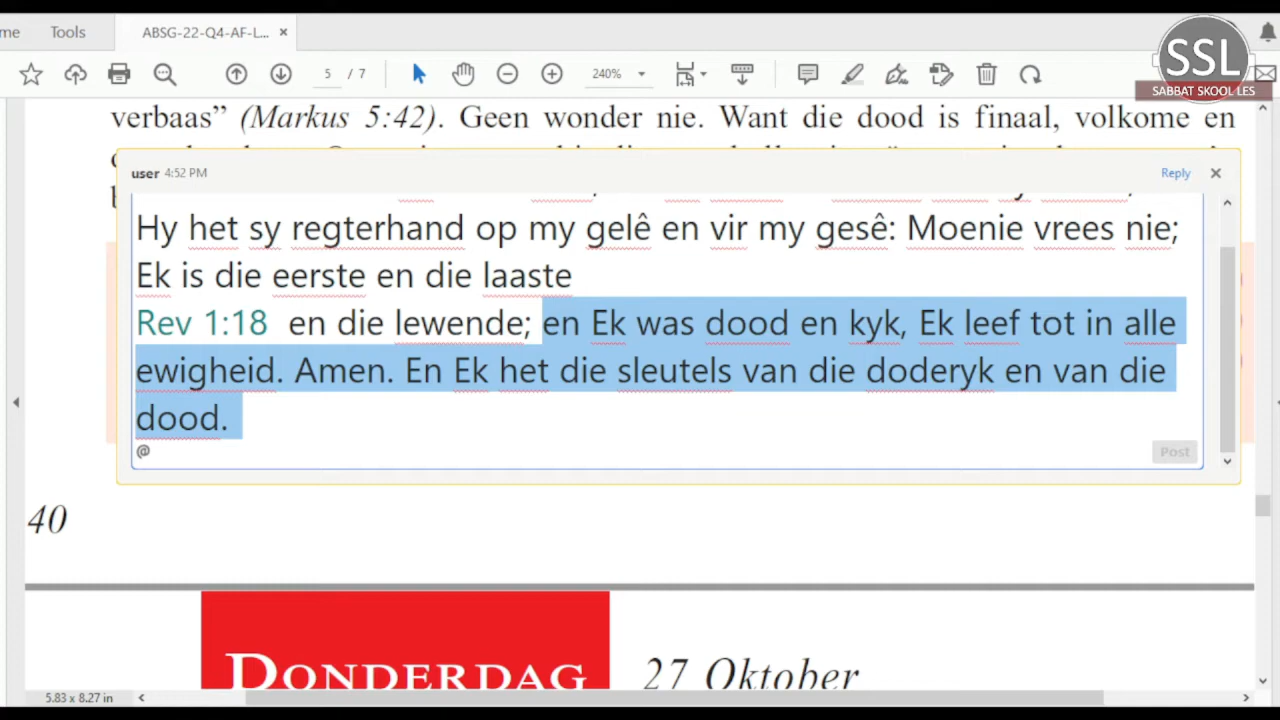 me Tools ABSG-22-Q4-AF-L... ×
SSL
SABBAT SKOOL LES
5 / 7 240%
verbaas” (Markus 5:42). Geen wonder nie. Want die dood is finaal, volkome en
user 4:52 PM Reply
Hy het sy regterhand op my gelê en vir my gesê: Moenie vrees nie;
Ek is die eerste en die laaste
Rev 1:18 en die lewende; en Ek was dood en kyk, Ek leef tot in alle
ewigheid. Amen. En Ek het die sleutels van die doderyk en van die
dood.
@ Post
40
DONDERDAG 27 Oktober
5.83 x 8.27 in